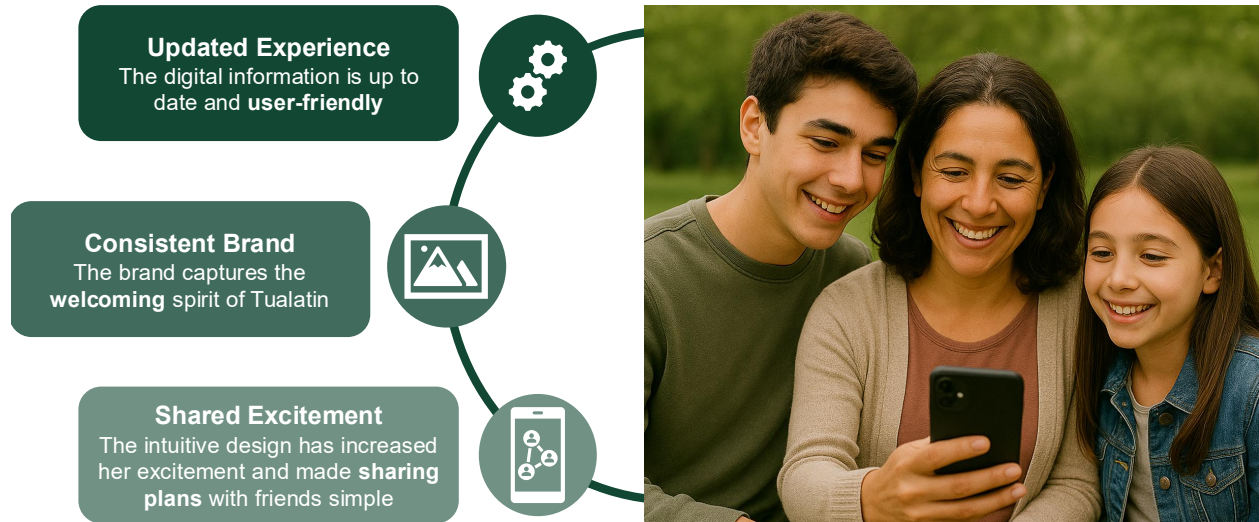 Updated Experience
The digital information is up to
date and user-friendly
Consistent Brand
The brand captures the
welcoming spirit of Tualatin
Shared Excitement
The intuitive design has increased
her excitement and made sharing
plans with friends simple